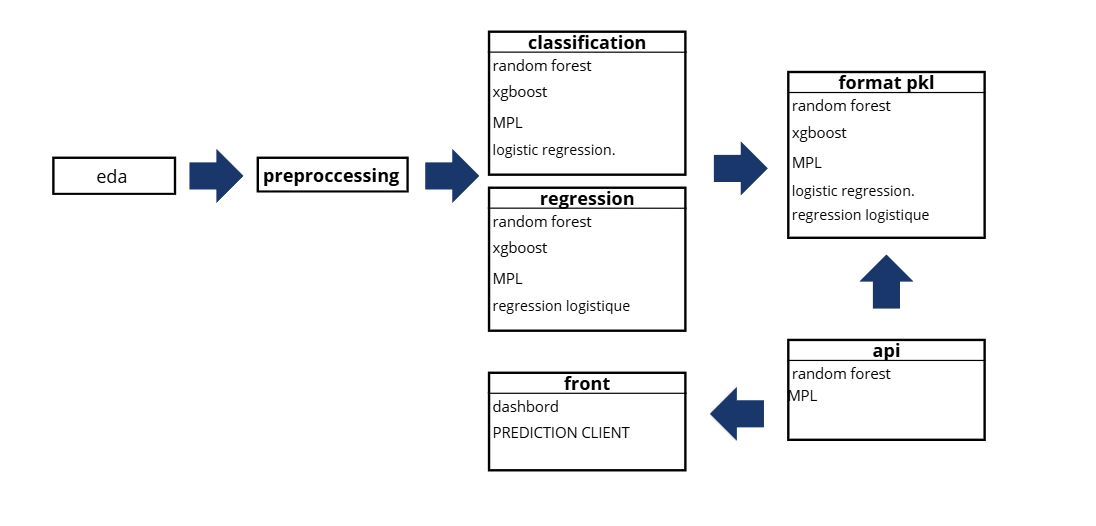 eda
preproccessing
classification
random forest
xgboost
MPL
logistic regression.
regression
random forest
xgboost
MPL
regression logistique
format pkl
random forest
xgboost
MPL
logistic regression.
regression logistique
api
random forest
MPL
front
dashbord
PREDICTION CLIENT